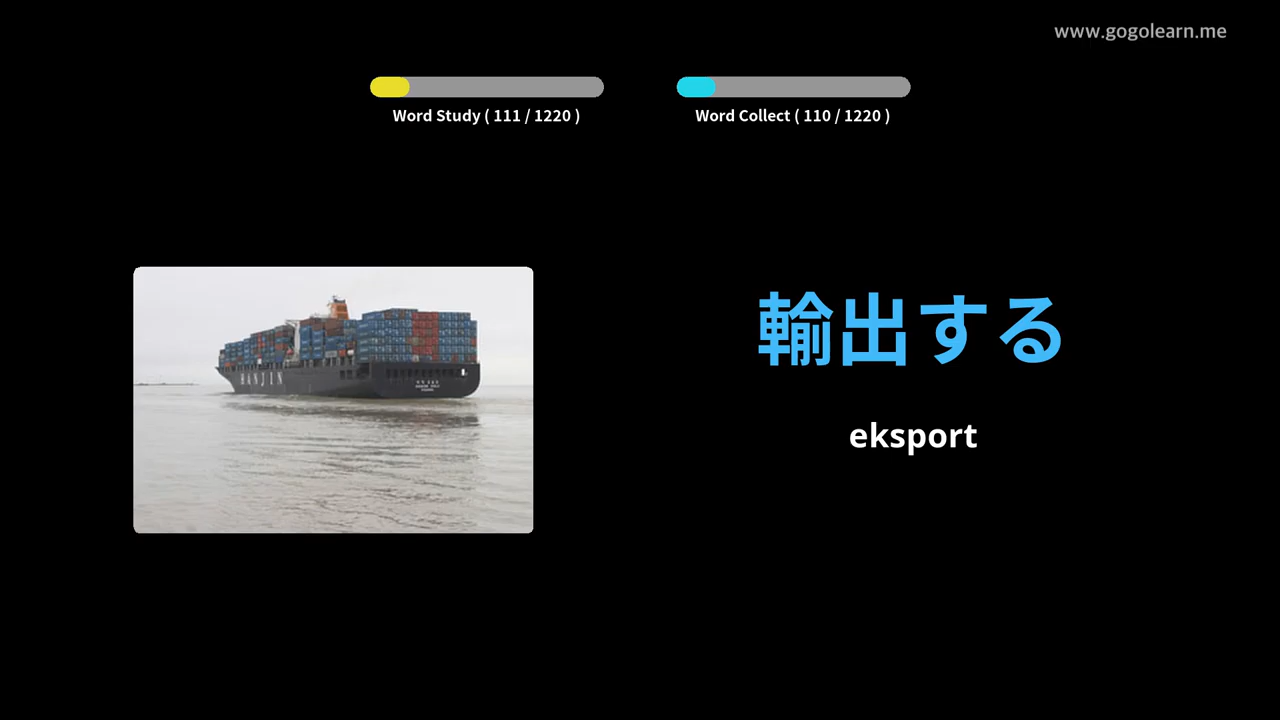 www.gogolearn.me
Word Study ( 111 / 1220 )
Word Collect ( 110 / 1220 )
HANJIN
輸出する
eksport